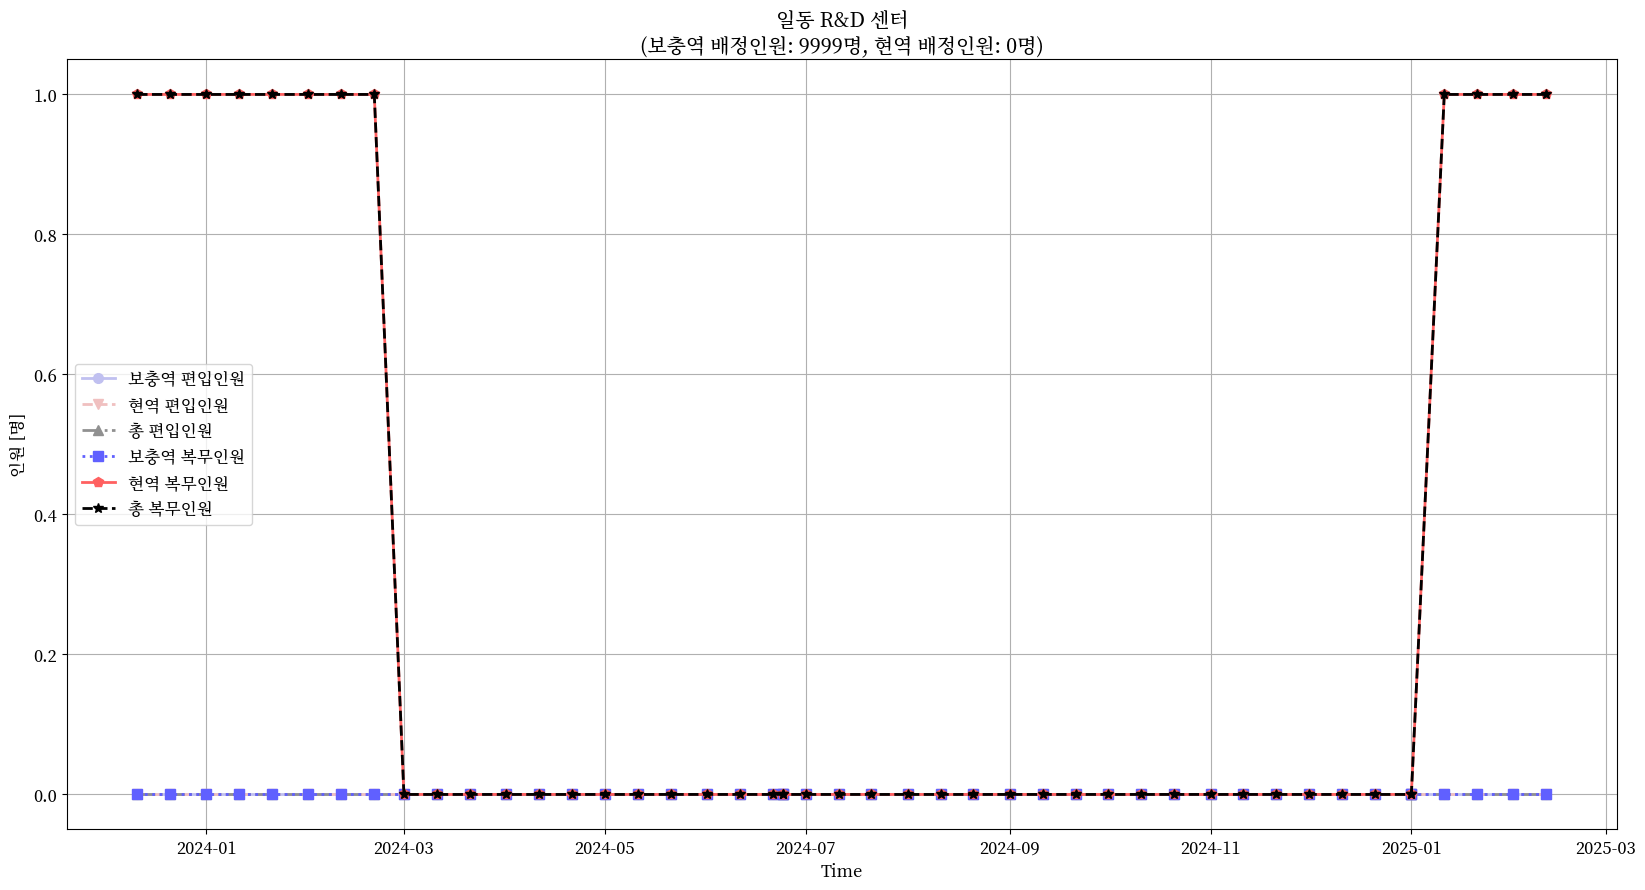 일동 R&D 센터
(보충역 배정인원: 9999명, 현역 배정인원: 0명)
인원 [명]
1.0
0.8
0.6
0.4
0.2
0.0
보충역 편입인원
현역 편입인원
총 편입인원
보충역 복무인원
현역 복무인원
총 복무인원
2024-01
2024-03
2024-05
2024-07
2024-09
2024-11
2025-01
2025-03
Time